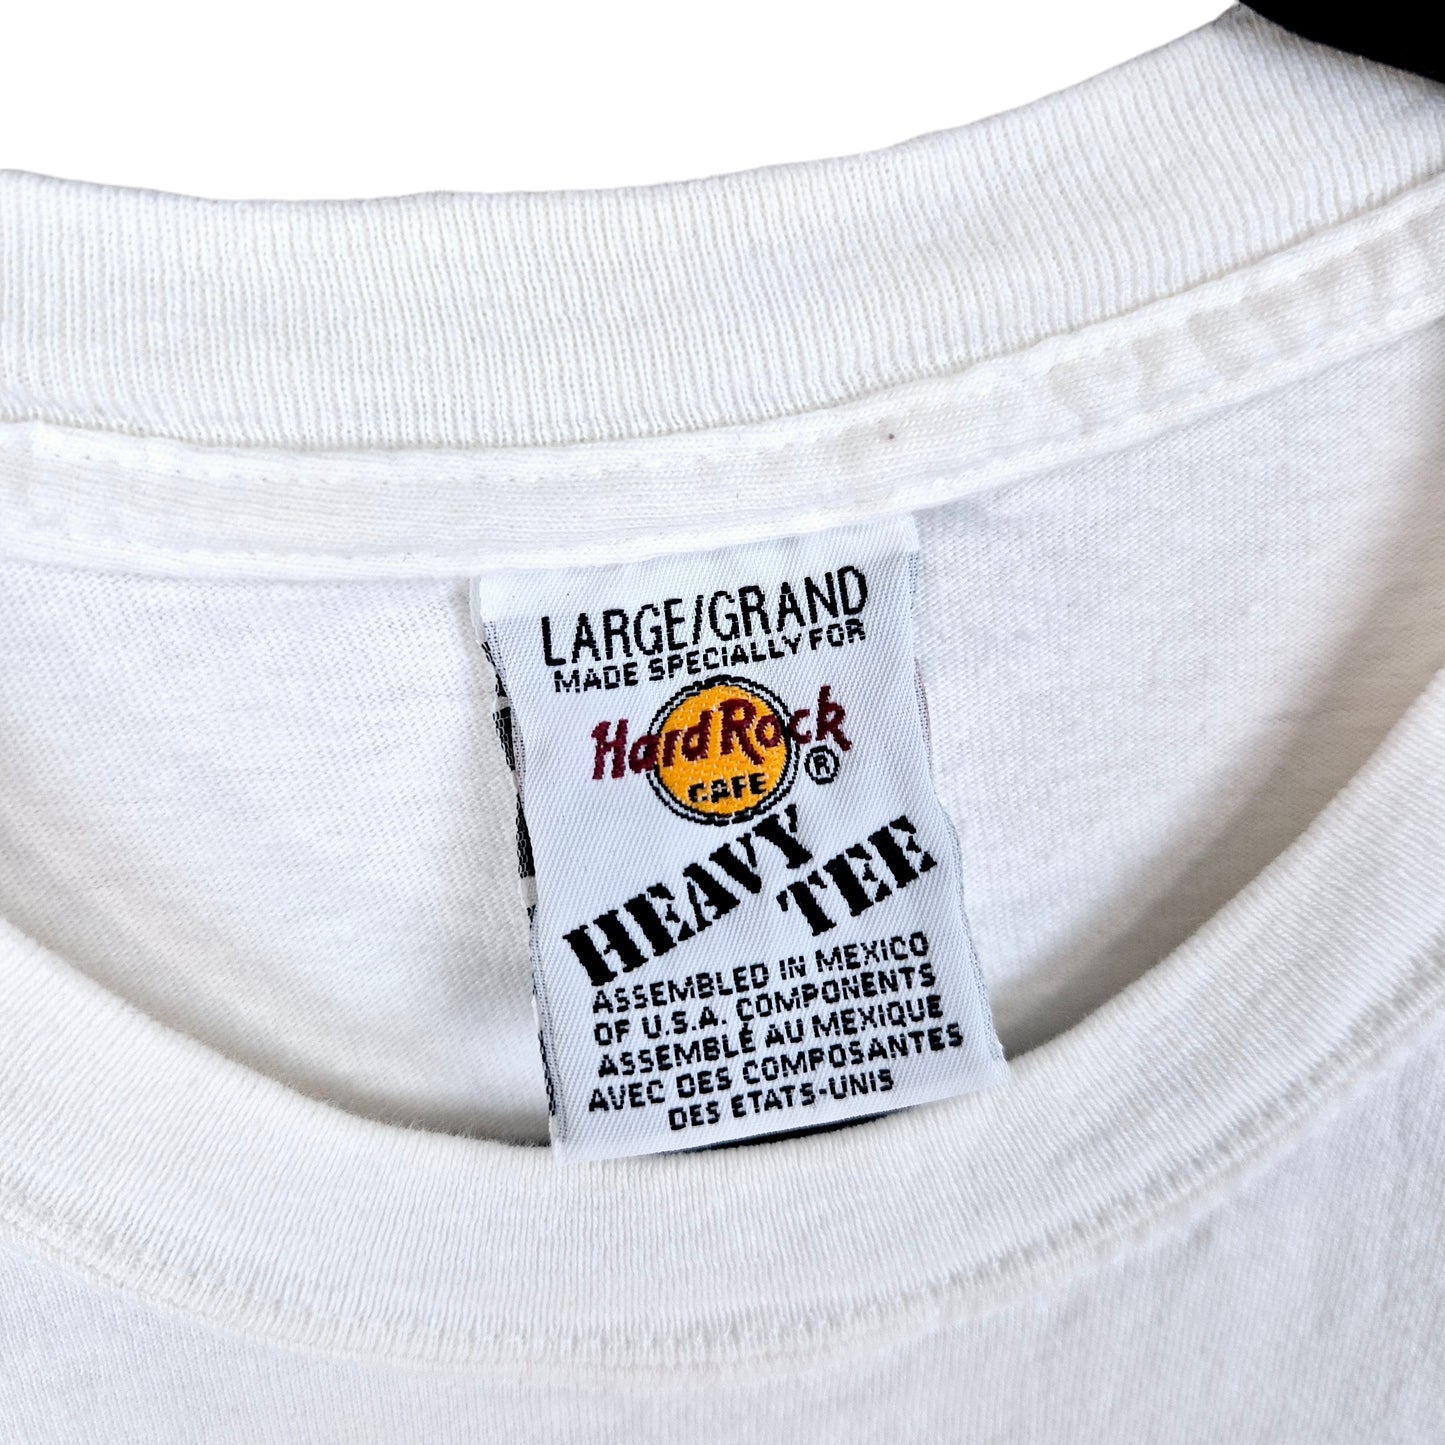 LARGE/GRAND
MADE SPECIALLY FOR
Hard Rock
CAFE ®
HEAVY
TEE
ASSEMBLED IN MEXICO
OF U.S.A. COMPONENTS
ASSEMBLÉ AU MEXIQUE
AVEC DES COMPOSANTES
DES ETATS-UNIS